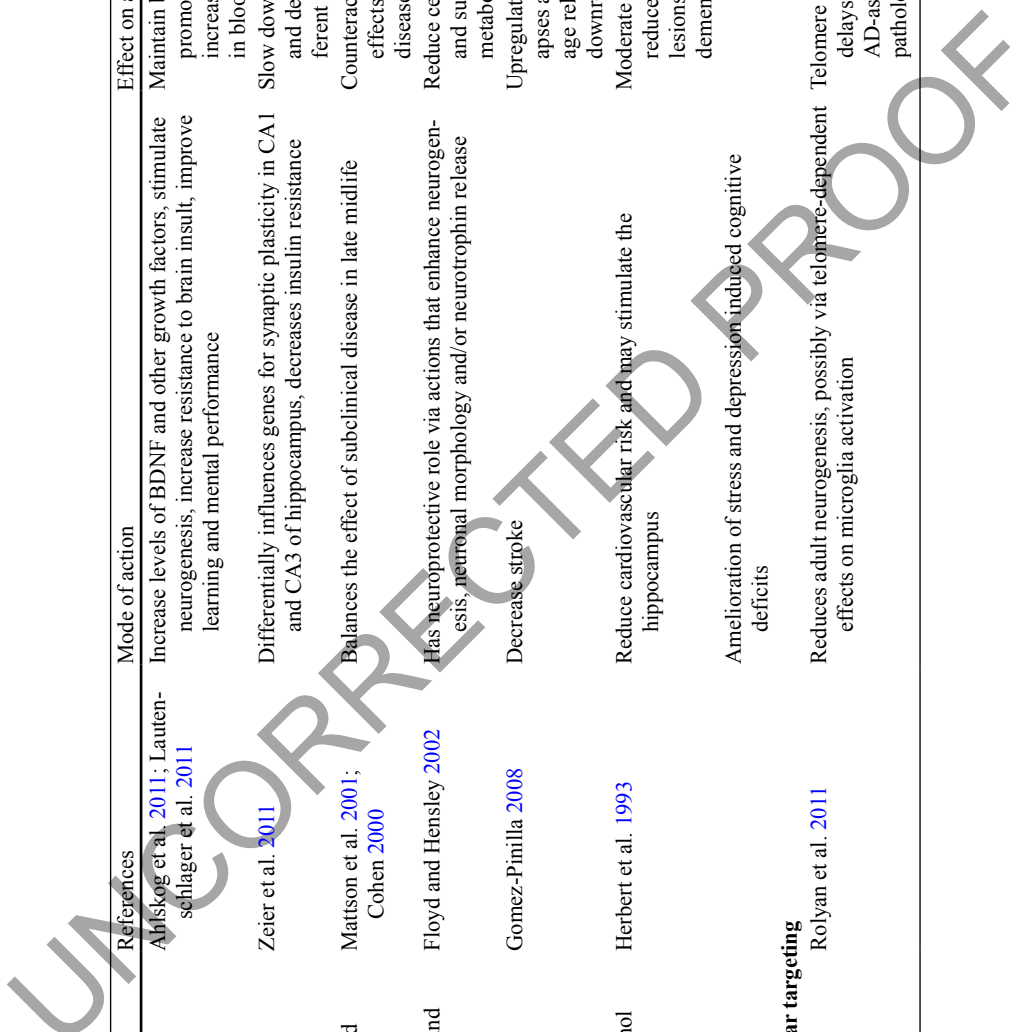 References
Mode of action
Effect on a
Ahlskog et al. 2011; Lauten-
schlager et al. 2011
Increase levels of BDNF and other growth factors, stimulate
neurogenesis, increase resistance to brain insult, improve
learning and mental performance
Maintain b
promo
increas
in bloo
Zeier et al. 2011
Differentially influences genes for synaptic plasticity in CA1
and CA3 of hippocampus, decreases insulin resistance
Slow dow
and de
ferent
d
Mattson et al. 2001;
Cohen 2000
Balances the effect of subclinical disease in late midlife
Counterac
effects
disease
nd
Floyd and Hensley 2002
Has neuroprotective role via actions that enhance neurogen-
esis, neuronal morphology and/or neurotrophin release
Reduce ce
and su
metabo
Gomez-Pinilla 2008
Decrease stroke
Upregulat
apses a
age rel
downr
nol
Herbert et al. 1993
Reduce cardiovascular risk and may stimulate the
hippocampus
Moderate
reduce
lesions
demen
Amelioration of stress and depression induced cognitive
deficits
ar targeting
Rolyan et al. 2011
Reduces adult neurogenesis, possibly via telomere-dependent
effects on microglia activation
Telomere
delays
AD-as
pathol
UNCORRECTED PROOF